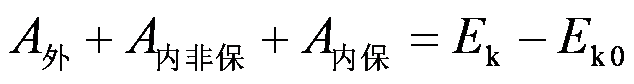 A外 + A内非保 + A内保 = Ek − Ek0